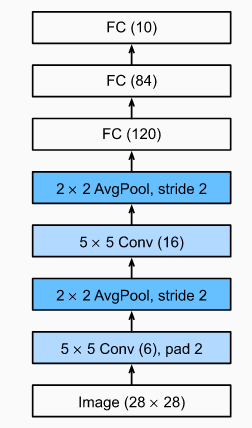 FC (10)
FC (84)
FC (120)
2 × 2 AvgPool, stride 2
5 × 5 Conv (16)
2 × 2 AvgPool, stride 2
5 × 5 Conv (6), pad 2
Image (28 × 28)